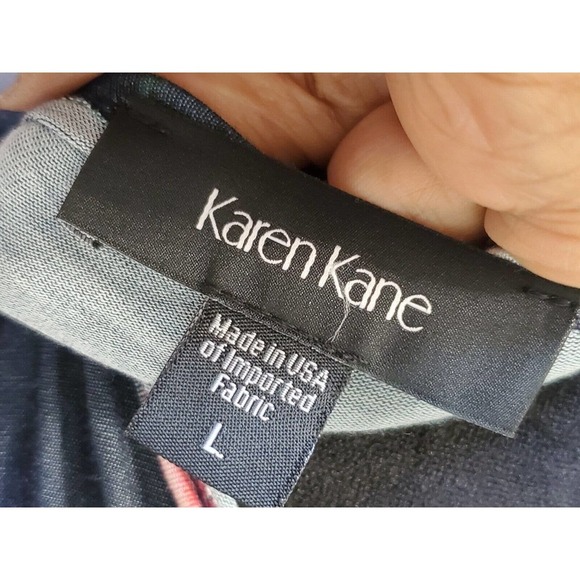 Karen Kane
Made in USA
of Imported
Fabric
L